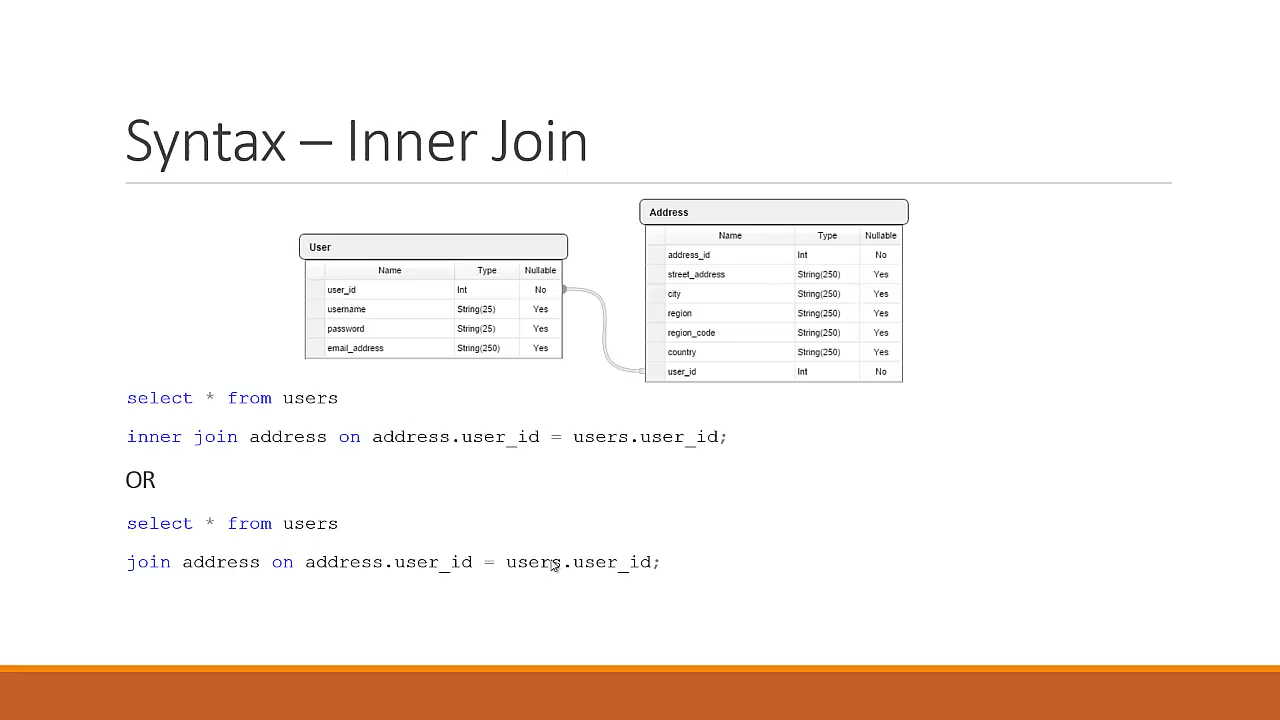 Syntax – Inner Join
User
Name Type Nullable
user_id Int No
username String(25) Yes
password String(25) Yes
email_address String(250) Yes
Address
Name Type Nullable
address_id Int No
street_address String(250) Yes
city String(250) Yes
region String(250) Yes
region_code String(250) Yes
country String(250) Yes
user_id Int No
select * from users
inner join address on address.user_id = users.user_id;
OR
select * from users
join address on address.user_id = users.user_id;